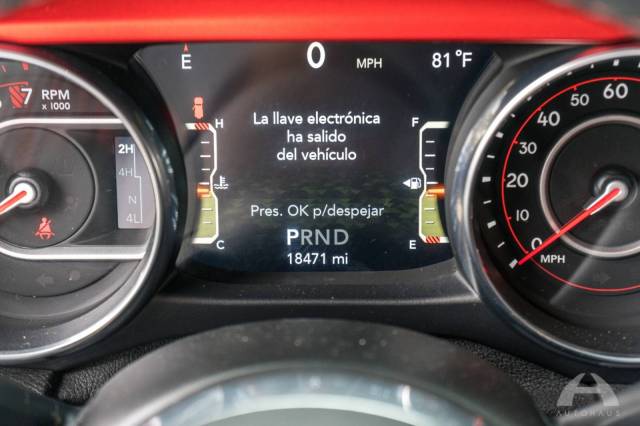 E 0 MPH 81°F
7 RPM
x 1000
H La llave electrónica F
ha salido
del vehículo
2H
4H
N
4L
Pres. OK p/despejar
C PRND E
18471 mi
0 10 20 30 40 50 60
MPH
AUTOHAUS